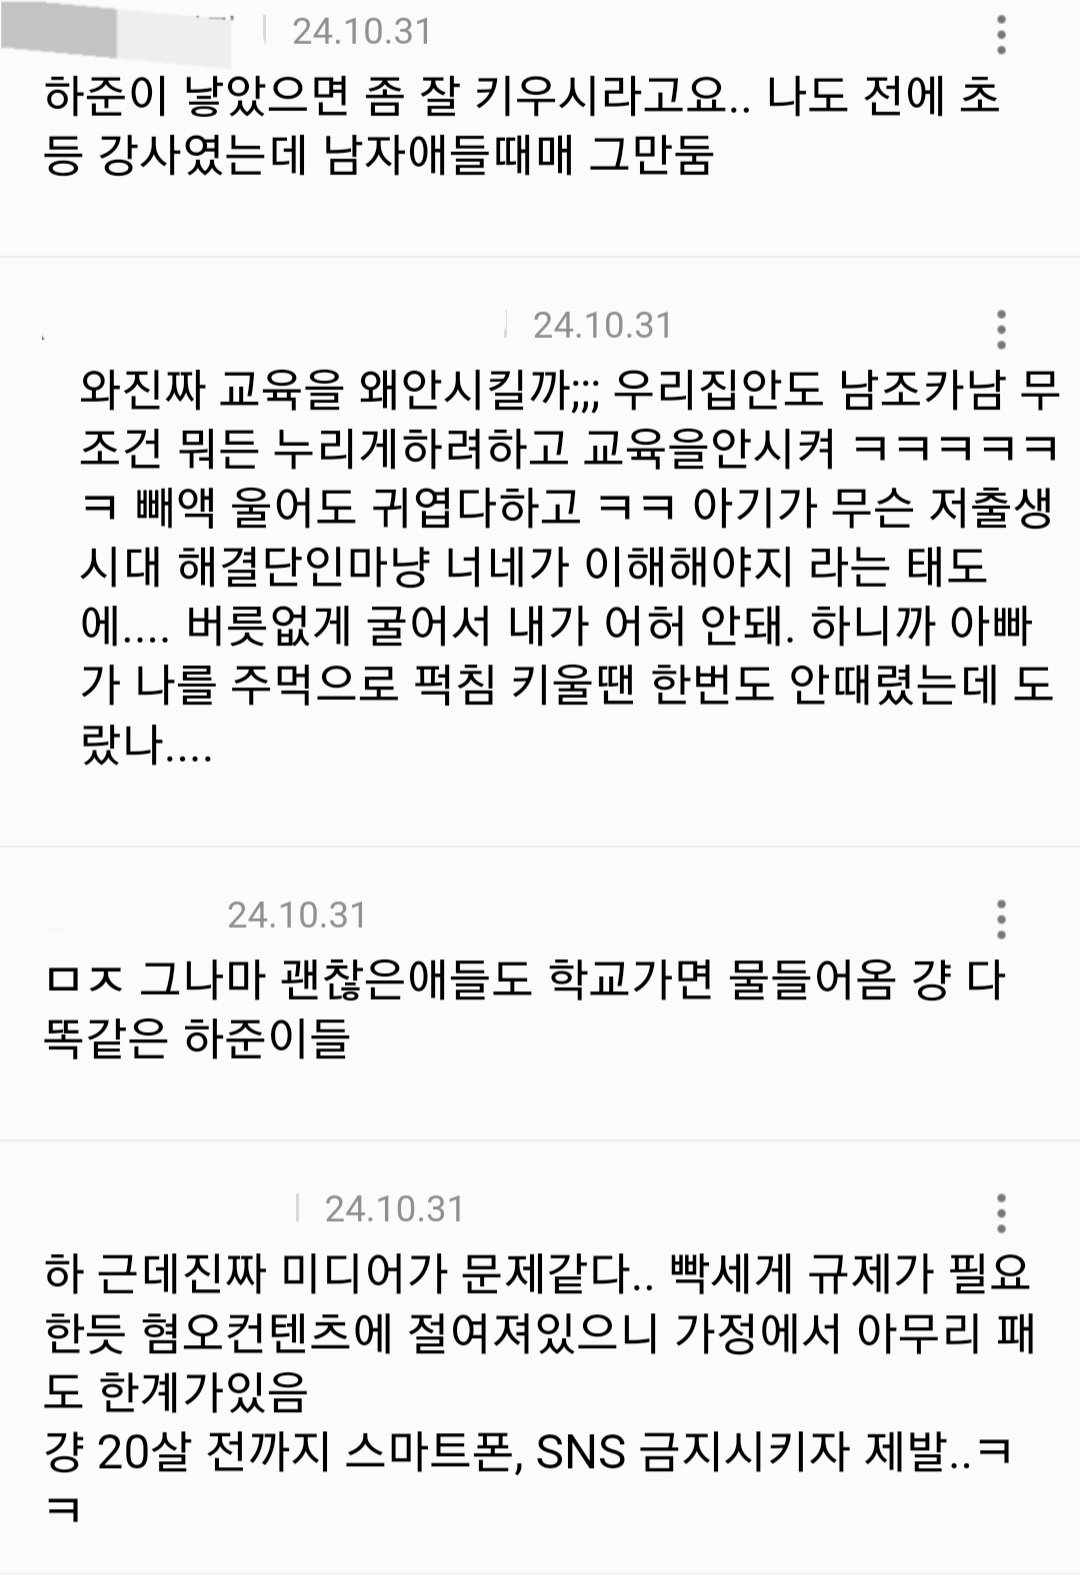 24.10.31
하준이 낳았으면 좀 잘 키우시라고요.. 나도 전에 초
등 강사였는데 남자애들때매 그만둠
24.10.31
와진짜 교육을 왜안시킬까;;; 우리집안도 남조카남 무
조건 뭐든 누리게하려하고 교육을안시켜 ㅋㅋㅋㅋㅋ
ㅋ 빼액 울어도 귀엽다하고 ㅋㅋ 아기가 무슨 저출생
시대 해결단인마냥 너네가 이해해야지 라는 태도
에.... 버릇없게 굴어서 내가 어허 안돼. 하니까 아빠
가 나를 주먹으로 퍽침 키울땐 한번도 안때렸는데 도
랐나....
24.10.31
ㅁㅈ 그나마 괜찮은애들도 학교가면 물들어옴 걍 다
똑같은 하준이들
24.10.31
하 근데진짜 미디어가 문제같다.. 빡세게 규제가 필요
한듯 혐오컨텐츠에 절여져있으니 가정에서 아무리 패
도 한계가있음
걍 20살 전까지 스마트폰, SNS 금지시키자 제발..ㅋ
ㅋ